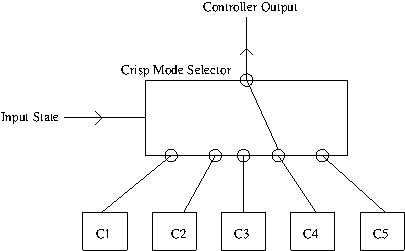 Controller Output
Crisp Mode Selector
Input State
C1 C2 C3 C4 C5